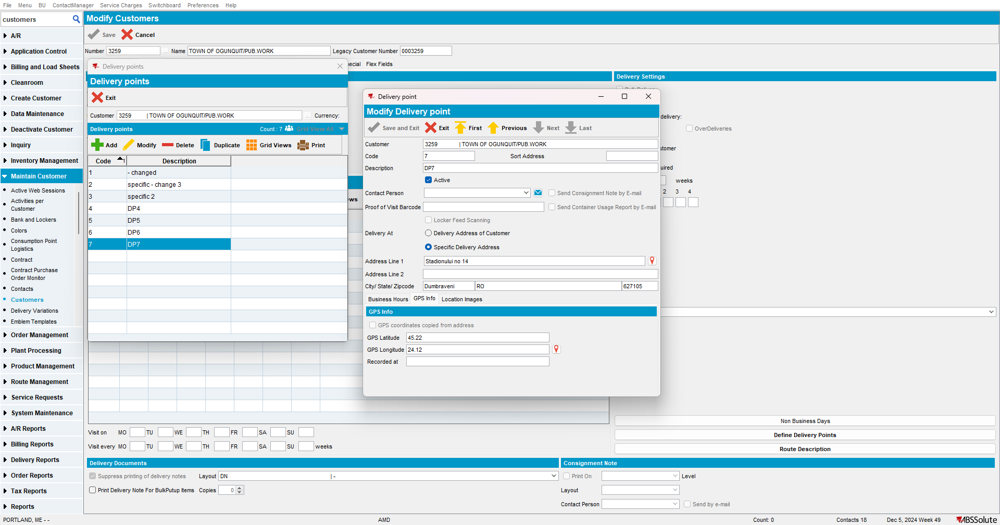 File Menu BU ContactManager Service Charges Switchboard Preferences Help
customers
Modify Customers
Save Cancel
Number 3259 ... Name TOWN OF OGUNQUIT/PUB.WORK Legacy Customer Number 0003259
ecial Flex Fields
A/R
Application Control
Billing and Load Sheets
Cleanroom
Create Customer
Data Maintenance
Deactivate Customer
Inquiry
Inventory Management
Maintain Customer
Active Web Sessions
Activities per
Customer
Bank and Lockers
Colors
Consumption Point
Logistics
Contract
Contract Purchase
Order Monitor
Contacts
Customers
Delivery Variations
Emblem Templates
Order Management
Plant Processing
Product Management
Route Management
Service Requests
System Maintenance
A/R Reports
Billing Reports
Delivery Reports
Order Reports
Tax Reports
Reports
Delivery points
Delivery points
Exit
Customer 3259 | TOWN OF OGUNQUIT/PUB.WORK ... Currency:
Delivery points Count : 7 Grid View All
Add Modify Delete Duplicate Grid Views Print
Code 1 Description
1 - changed
2 specific - change 3
3 specific 2
4 DP4
5 DP5
6 DP6
7 DP7
ews
Delivery point
Modify Delivery point
Save and Exit Exit First Previous Next Last
Customer 3259 | TOWN OF OGUNQUIT/PUB.WORK
Code 7 Sort Address
Description DP7
Active
Contact Person Send Consignment Note by E-mail
Proof of Visit Barcode Send Container Usage Report by E-mail
Locker Feed Scanning
Delivery At Delivery Address of Customer
Specific Delivery Address
Address Line 1 Stadionului no 14
Address Line 2
City/ State/ Zipcode Dumbraveni RO 627105
Business Hours GPS Info Location Images
GPS Info
GPS coordinates copied from address
GPS Latitude 45.22
GPS Longitude 24.12
Recorded at
Delivery Settings
Bulk Delivery
delivery:
OverDeliveries
stomer
uired
weeks
2 3 4
Non Business Days
Define Delivery Points
Route Description
Visit on MO TU WE TH FR SA SU
Visit every MO TU WE TH FR SA SU weeks
Delivery Documents
Suppress printing of delivery notes Layout DN | -
Print Delivery Note For BulkPutup Items Copies 0
Consignment Note
Print On Level
Layout
Contact Person Send by e-mail
PORTLAND, ME - - AMD Count: 0 Contacts 18 Dec 5, 2024 Week 49 ABSSolute